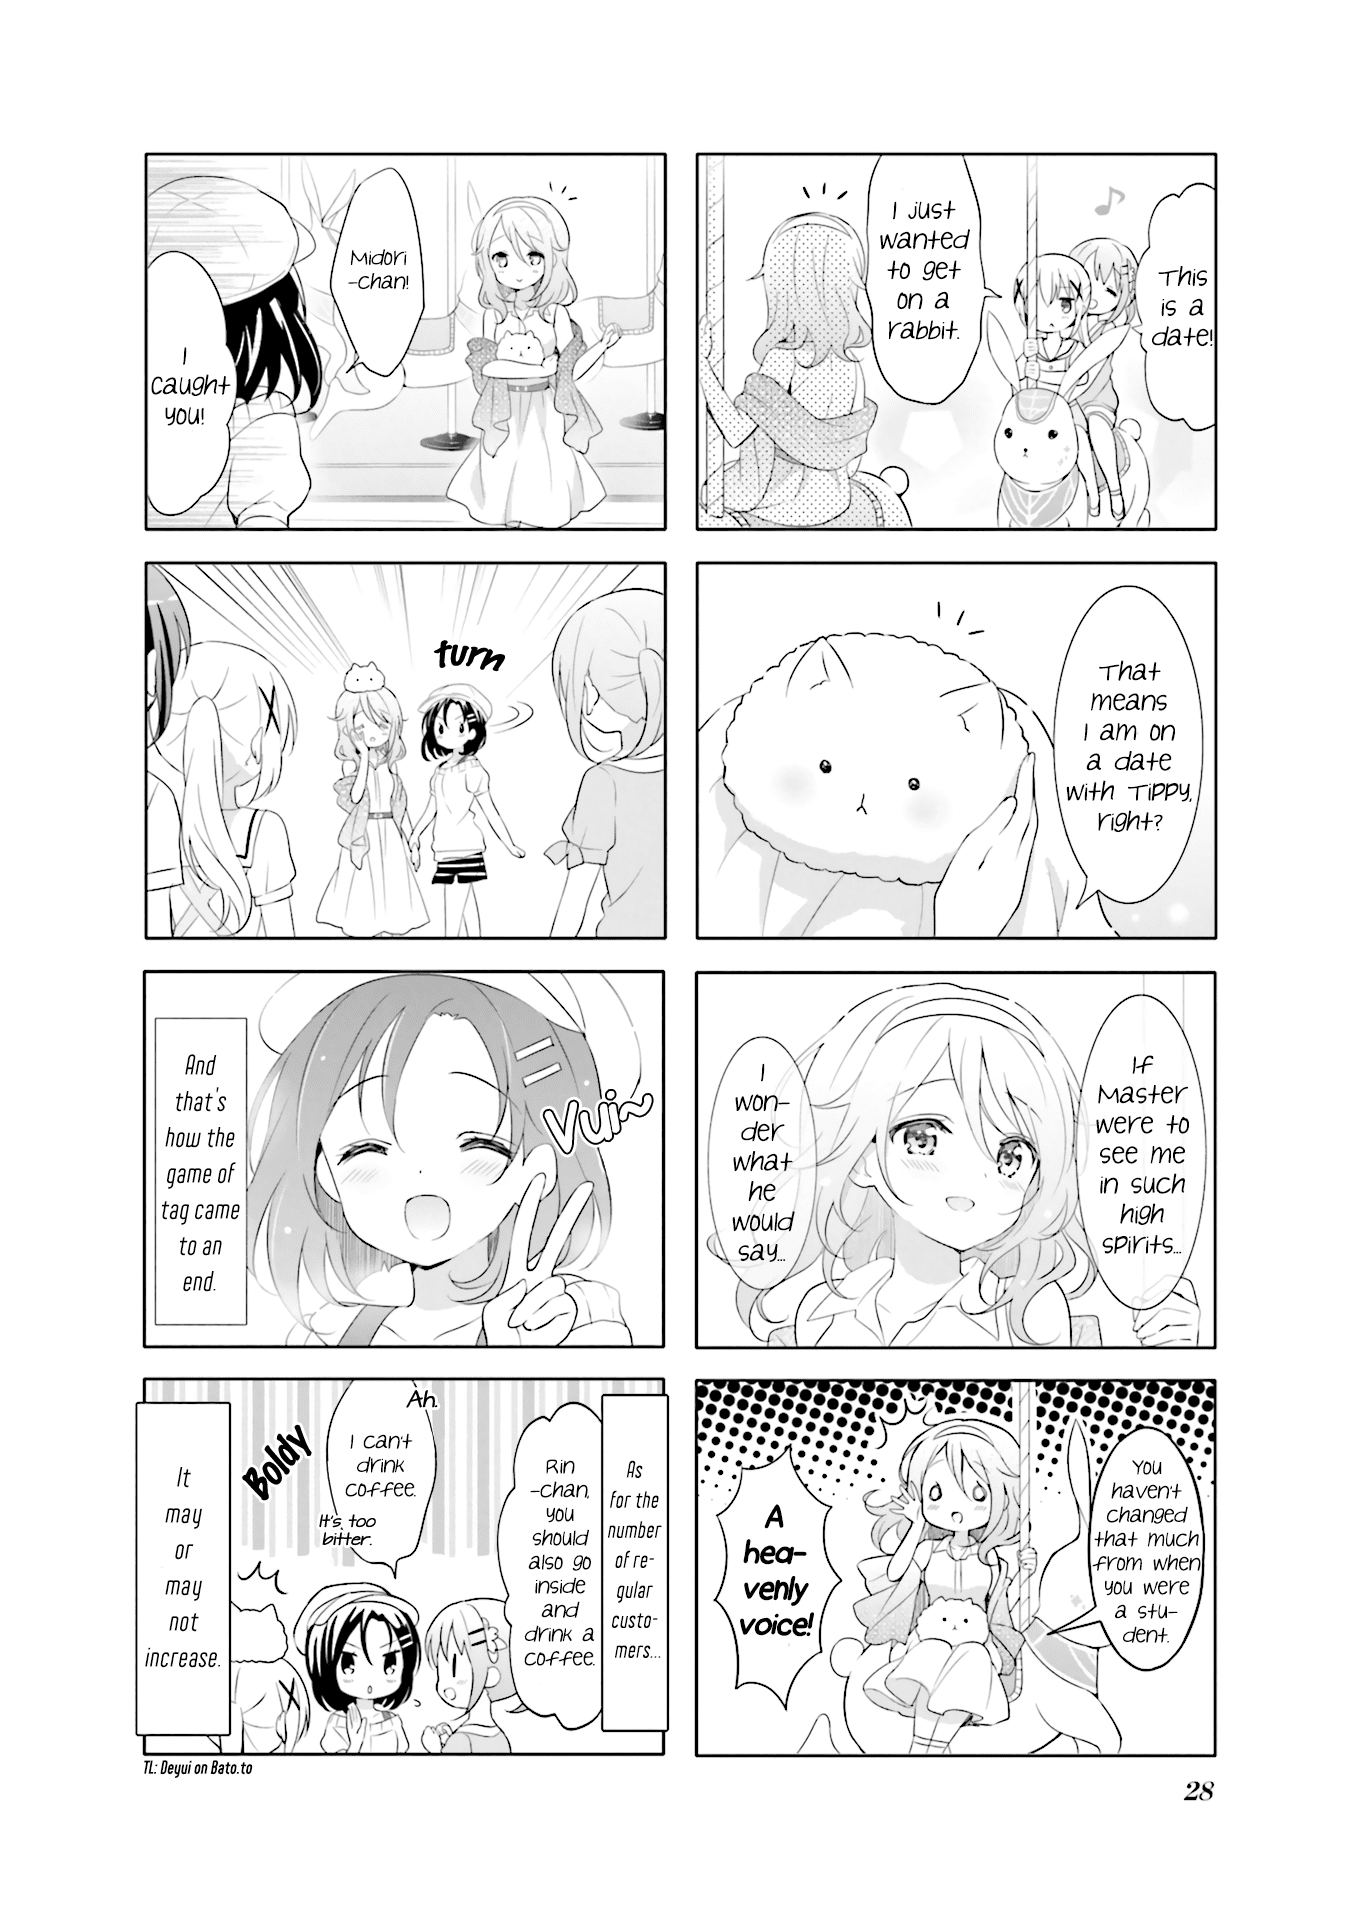 This
is a
date!
I just
wanted
to get
on a
rabbit.
That
means
I am on
a date
with Tippy,
right?
If
Master
were to
see me
in such
high
spirits...
I
won-
der
what
he
would
say...
You
haven't
changed
that much
from when
you were
a stu-
dent.
A
hea-
venly
voice!
Midori
-chan!
I
caught
you!
turn
Vui~
And
that's
how the
game of
tag came
to an
end.
As
for the
number
of re-
gular
custo-
mers...
Rin
-chan,
you
should
also go
inside
and
drink a
coffee.
Ah.
I can't
drink
coffee.
It's too
bitter.
Boldy
It
may
or
may
not
increase.
TL: Deyui on Bato.to
28